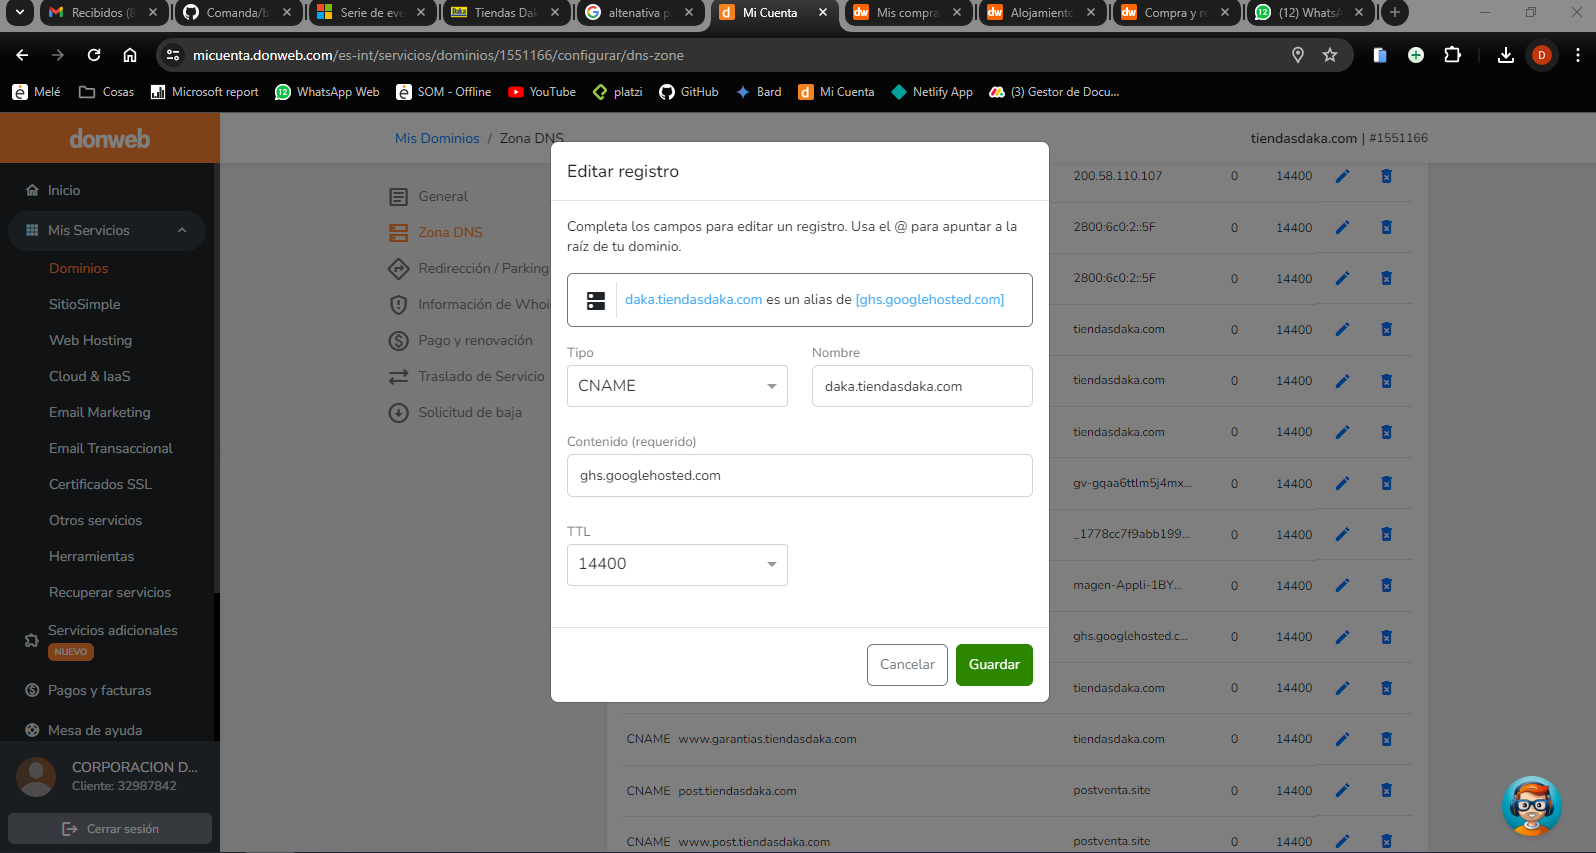 Recibidos (8
Comanda/b
Serie de eve
Tiendas Dak
altenativa p
Mi Cuenta
Mis compra
Alojamiento
Compra y re
(12) WhatsA
micuenta.donweb.com/es-int/servicios/dominios/1551166/configurar/dns-zone
D
Melé
Cosas
Microsoft report
WhatsApp Web
SOM - Offline
YouTube
platzi
GitHub
Bard
Mi Cuenta
Netlify App
(3) Gestor de Docu...
donweb
Mis Dominios / Zona DNS
tiendasdaka.com | #1551166
Inicio
Mis Servicios
Dominios
SitioSimple
Web Hosting
Cloud & IaaS
Email Marketing
Email Transaccional
Certificados SSL
Otros servicios
Herramientas
Recuperar servicios
Servicios adicionales
NUEVO
Pagos y facturas
Mesa de ayuda
CORPORACION D...
Cliente: 32987842
Cerrar sesión
General
Zona DNS
Redirección / Parking
Información de Whoi
Pago y renovación
Traslado de Servicio
Solicitud de baja
Editar registro
Completa los campos para editar un registro. Usa el @ para apuntar a la
raíz de tu dominio.
daka.tiendasdaka.com es un alias de [ghs.googlehosted.com]
Tipo
Nombre
CNAME
daka.tiendasdaka.com
Contenido (requerido)
ghs.googlehosted.com
TTL
14400
Cancelar
Guardar
200.58.110.107 0 14400
2800:6c0:2::5F 0 14400
2800:6c0:2::5F 0 14400
tiendasdaka.com 0 14400
tiendasdaka.com 0 14400
tiendasdaka.com 0 14400
gv-gqaa6ttlm5j4mx... 0 14400
_1778cc7f9abb199... 0 14400
magen-Appli-1BY... 0 14400
ghs.googlehosted.c... 0 14400
tiendasdaka.com 0 14400
CNAME www.garantias.tiendasdaka.com tiendasdaka.com 0 14400
CNAME post.tiendasdaka.com postventa.site 0 14400
CNAME www.post.tiendasdaka.com postventa.site 0 14400